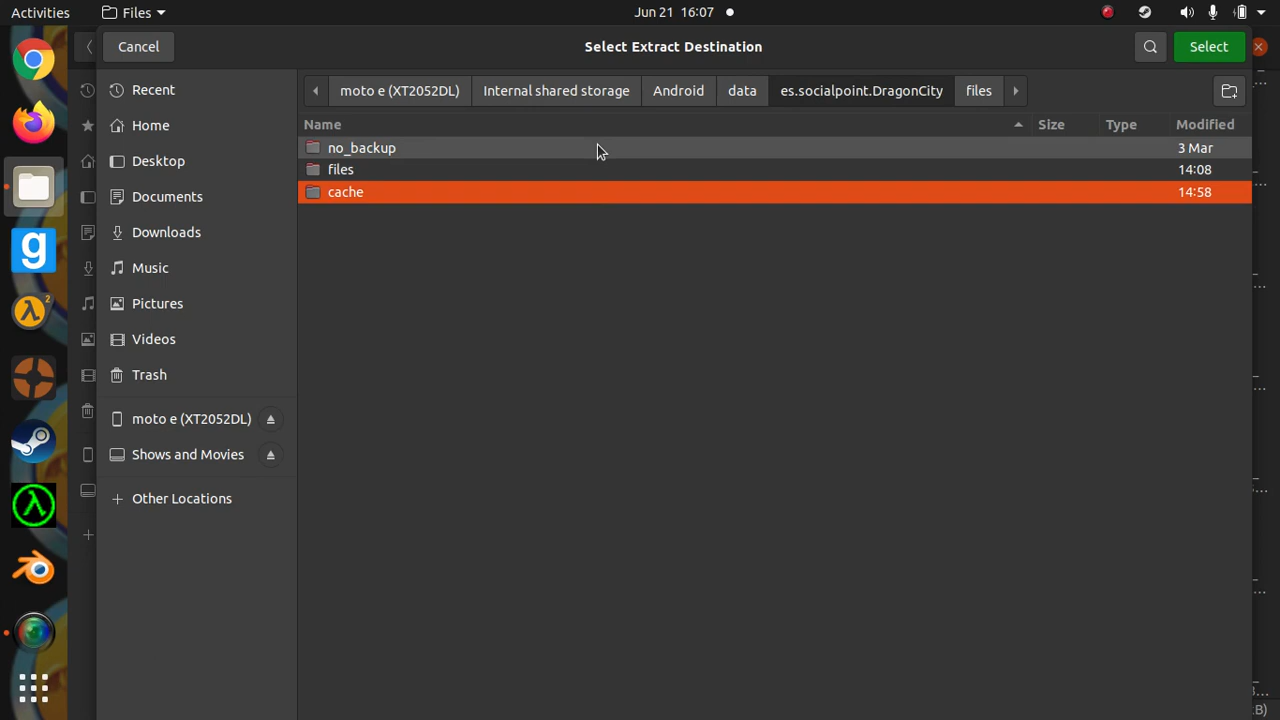 Activities Files Jun 21 16:07
Cancel Select Extract Destination Select
Recent
Home
Desktop
Documents
Downloads
Music
Pictures
Videos
Trash
moto e (XT2052DL)
Shows and Movies
Other Locations
moto e (XT2052DL) Internal shared storage Android data es.socialpoint.DragonCity files
Name Size Type Modified
no_backup 3 Mar
files 14:08
cache 14:58